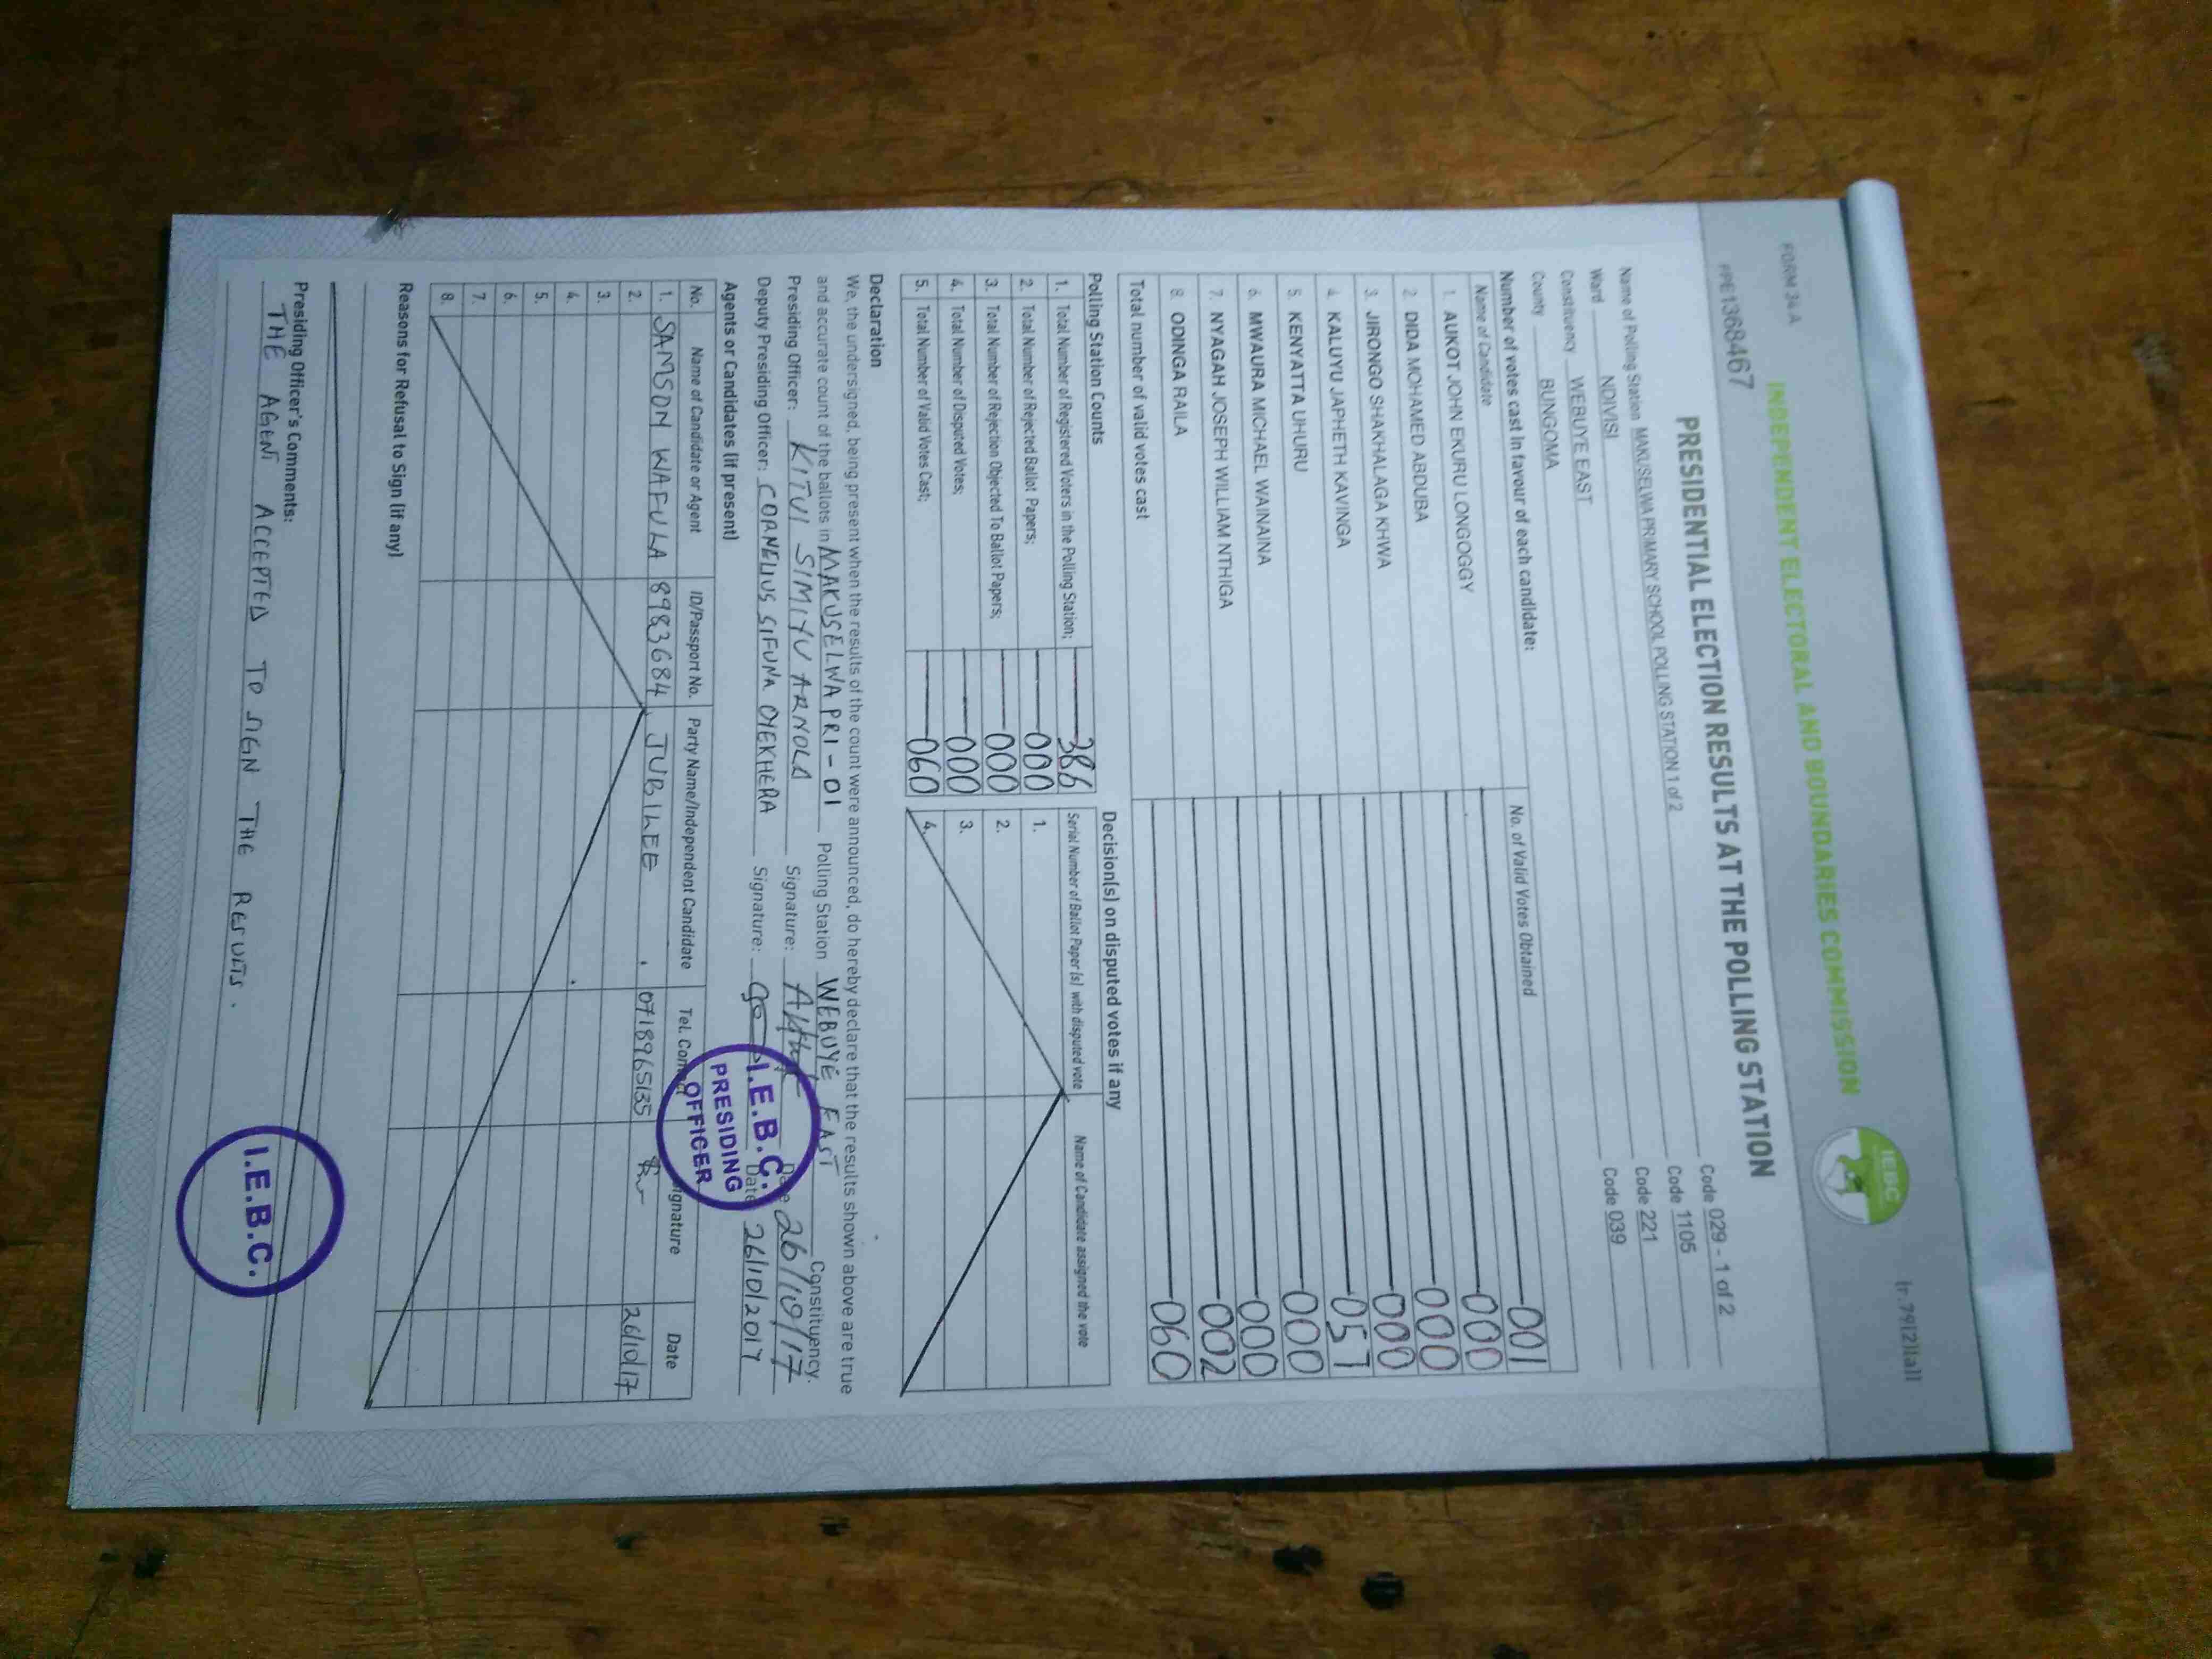 FORM 34A
(r.79(2)(a))
INDEPENDENT ELECTORAL AND BOUNDARIES COMMISSION
IEBC
PPE1368467
PRESIDENTIAL ELECTION RESULTS AT THE POLLING STATION
Name of Polling Station MAKUSELWA PRIMARY SCHOOL POLLING STATION 1 of 2 Code 029 - 1 of 2
Ward NDIVISI Code 1105
Constituency WEBUYE EAST Code 221
County BUNGOMA Code 039
Number of votes cast in favour of each candidate:
Name of Candidate No. of Valid Votes Obtained
1. AUKOT JOHN EKURU LONGOGGY 001
2. DIDA MOHAMED ABDUBA 000
3. JIRONGO SHAKHALAGA KHWA 000
4. KALUYU JAPHETH KAVINGA 000
5. KENYATTA UHURU 057
6. MWAURA MICHAEL WAINAINA 000
7. NYAGAH JOSEPH WILLIAM NTHIGA 000
8. ODINGA RAILA 002
Total number of valid votes cast 060
Polling Station Counts
1. Total Number of Registered Voters in the Polling Station; 386
2. Total Number of Rejected Ballot Papers; 000
3. Total Number of Rejection Objected To Ballot Papers; 000
4. Total Number of Disputed Votes; 000
5. Total Number of Valid Votes Cast; 060
Decision(s) on disputed votes if any
Serial Number of Ballot Paper (s) with disputed vote Name of Candidate assigned the vote
1.
2.
3.
4.
Declaration
We, the undersigned, being present when the results of the count were announced, do hereby declare that the results shown above are true
and accurate count of the ballots in MAKUSELWA PRI - 01 Polling Station WEBUYE EAST Constituency.
Presiding Officer: KITUI SIMIYU ARNOLD Signature: Date 26/10/17
Deputy Presiding Officer: CORNELIUS SIFUNA OYEKHERA Signature: Date 26/10/2017
I.E.B.C.
PRESIDING
OFFICER
Agents or Candidates (if present)
No. Name of Candidate or Agent ID/Passport No. Party Name/Independent Candidate Tel. Contact Signature Date
1. SAMSON WAFULA 8983684 JUBILEE 0718965135 26/10/17
2.
3.
4.
5.
6.
7.
8.
Reasons for Refusal to Sign (if any)
Presiding Officer's Comments:
THE AGENT ACCEPTED TO SIGN THE RESULTS.
I.E.B.C.